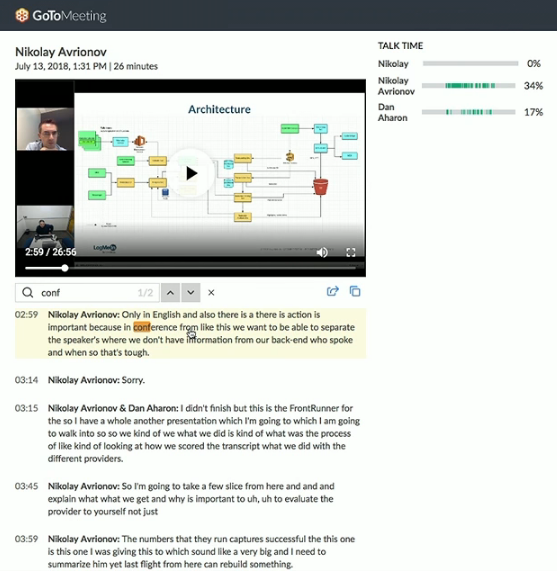 GoToMeeting
Nikolay Avrionov
July 13, 2018, 1:31 PM | 26 minutes
TALK TIME
Nikolay 0%
Nikolay
Avrionov 34%
Dan
Aharon 17%
Architecture
LogMeIn
2:59 / 26:56
conf 1/2
02:59 Nikolay Avrionov: Only in English and also there is a there is action is
important because in conference from like this we want to be able to separate
the speaker's where we don't have information from our back-end who spoke
and when so that's tough.
03:14 Nikolay Avrionov: Sorry.
03:15 Nikolay Avrionov & Dan Aharon: I didn't finish but this is the FrontRunner for
the so I have a whole another presentation which I'm going to which I am going
to walk into so so we kind of we what we did is kind of what was the process
of like kind of looking at how we scored the transcript what we did with the
different providers.
03:45 Nikolay Avrionov: So I'm going to take a few slice from here and and and
explain what what we get and why is important to uh, uh to evaluate the
provider to yourself not just
03:59 Nikolay Avrionov: The numbers that they run captures successful the this one
is this one I was giving this to which sound like a very big and I need to
summarize him yet last flight from here can rebuild something.